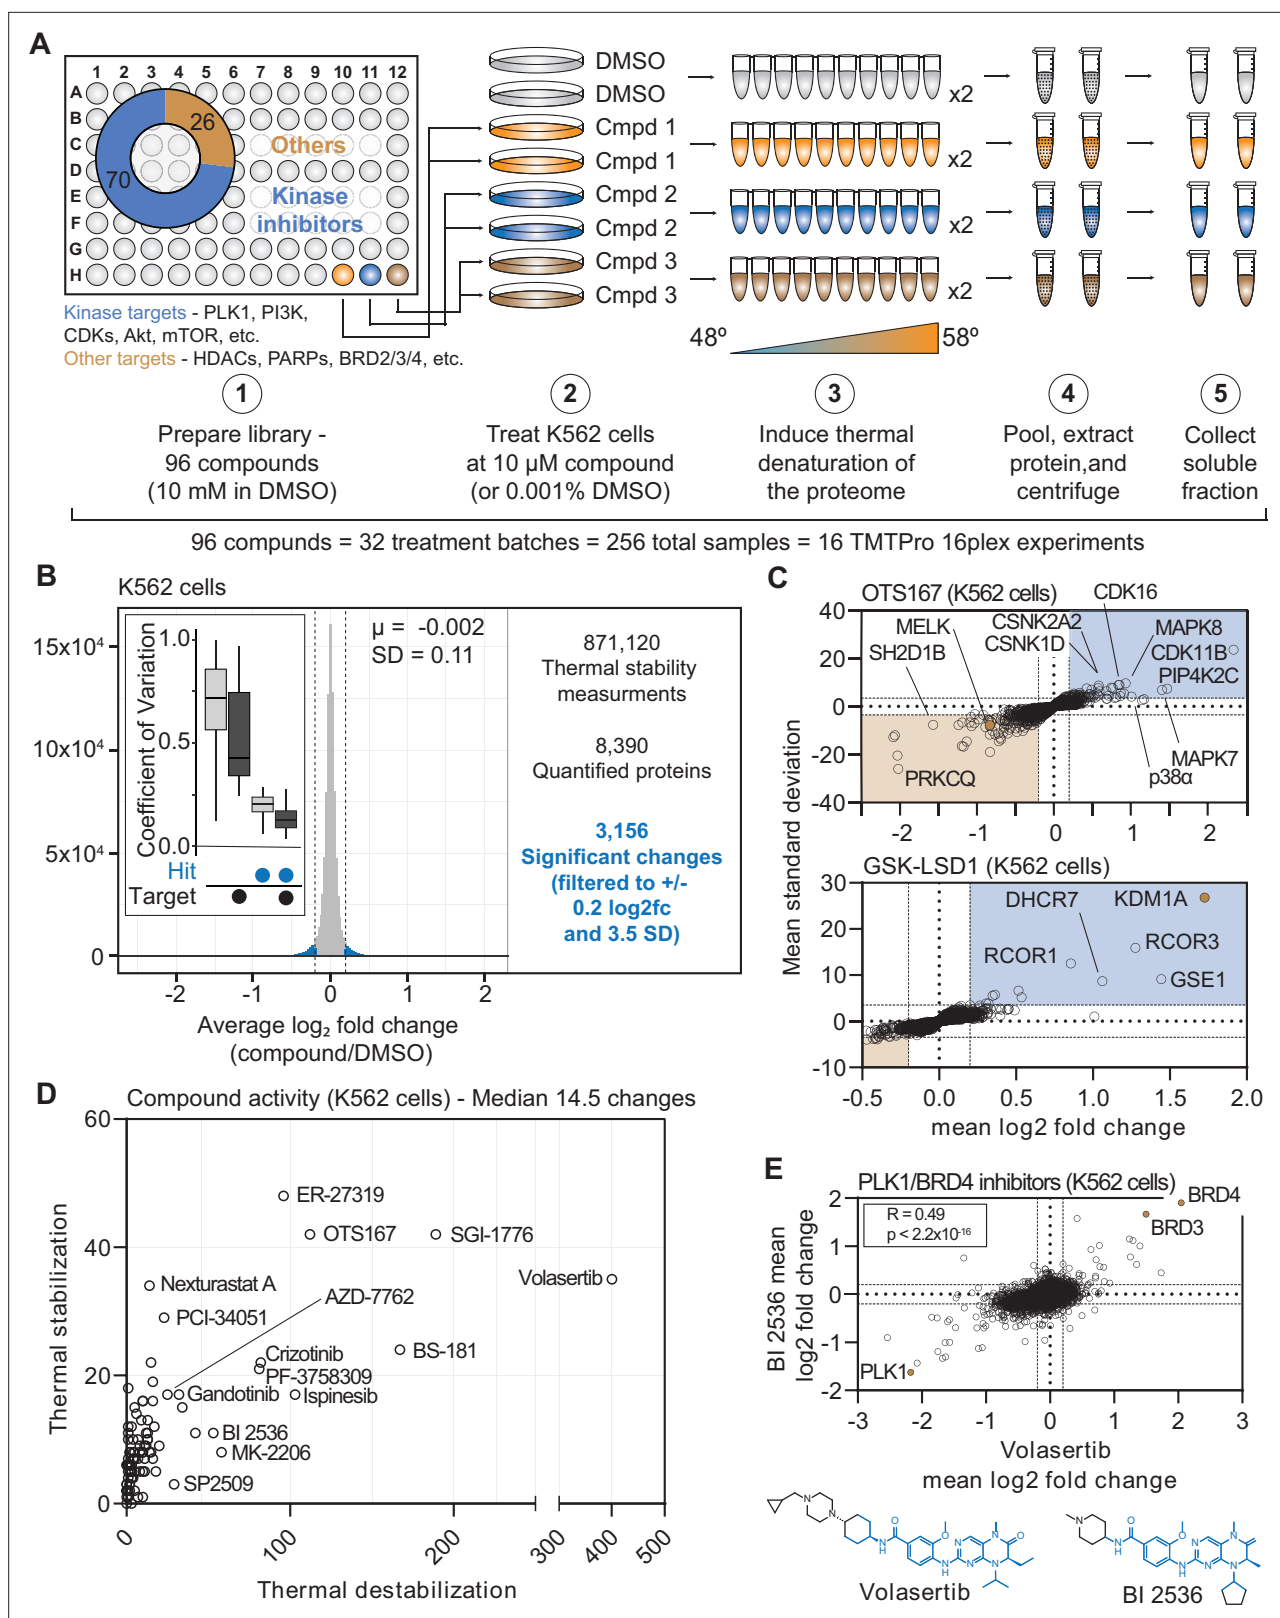 A
1 2 3 4 5 6 7 8 9 10 11 12
A
B
C
D
E
F
G
H
26
70
Others
Kinase
inhibitors
Kinase targets - PLK1, PI3K,
CDKs, Akt, mTOR, etc.
Other targets - HDACs, PARPs, BRD2/3/4, etc.
DMSO
DMSO
Cmpd 1
Cmpd 1
Cmpd 2
Cmpd 2
Cmpd 3
Cmpd 3
x2
x2
x2
x2
48º
58º
1
Prepare library -
96 compounds
(10 mM in DMSO)
2
Treat K562 cells
at 10 µM compound
(or 0.001% DMSO)
3
Induce thermal
denaturation of
the proteome
4
Pool, extract
protein,and
centrifuge
5
Collect
soluble
fraction
96 compunds = 32 treatment batches = 256 total samples = 16 TMTPro 16plex experiments
B
K562 cells
15x10⁴
10x10⁴
5x10⁴
0
Coefficient of Variation
1.0
0.5
0.0
Hit
Target
µ = -0.002
SD = 0.11
871,120
Thermal stability
measurments
8,390
Quantified proteins
3,156
Significant changes
(filtered to +/-
0.2 log2fc
and 3.5 SD)
-2 -1 0 1 2
Average log₂ fold change
(compound/DMSO)
C
Mean standard deviation
OTS167 (K562 cells)
40
20
0
-20
-40
CDK16
CSNK2A2
CSNK1D
MELK
SH2D1B
MAPK8
CDK11B
PIP4K2C
MAPK7
p38α
PRKCQ
-2 -1 0 1 2
GSK-LSD1 (K562 cells)
30
20
10
0
-10
DHCR7
KDM1A
RCOR1
RCOR3
GSE1
-0.5 0.0 0.5 1.0 1.5 2.0
mean log2 fold change
D
Compound activity (K562 cells) - Median 14.5 changes
Thermal stabilization
60
40
20
0
ER-27319
OTS167
SGI-1776
Volasertib
Nexturastat A
AZD-7762
PCI-34051
BS-181
Crizotinib
PF-3758309
Gandotinib
Ispinesib
BI 2536
MK-2206
SP2509
0 100 200 300 400 500
Thermal destabilization
E
PLK1/BRD4 inhibitors (K562 cells)
BI 2536 mean
log2 fold change
2
1
0
-1
-2
R = 0.49
p < 2.2x10⁻¹⁶
BRD4
BRD3
PLK1
-3 -2 -1 0 1 2 3
Volasertib
mean log2 fold change
Volasertib
BI 2536